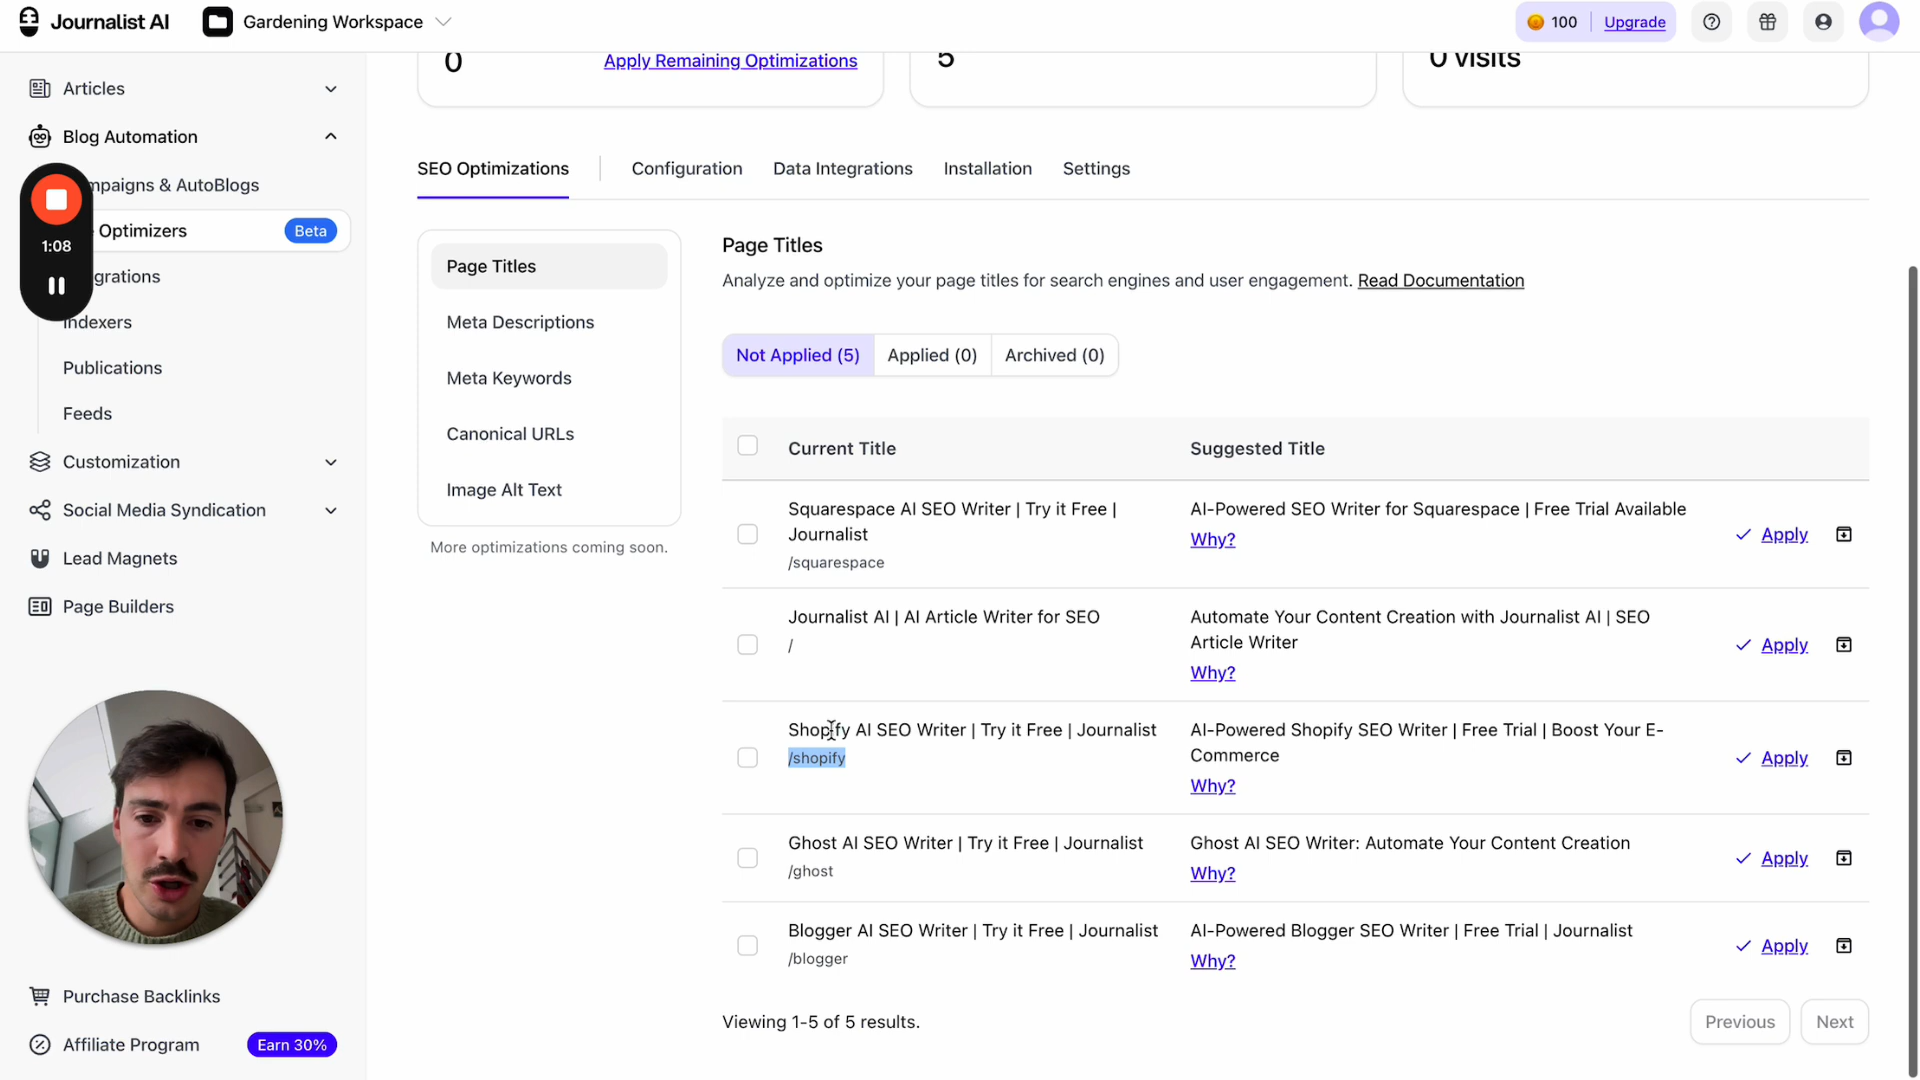 Journalist AI
Gardening Workspace
100
Upgrade
Articles
Blog Automation
mpaigns & AutoBlogs
Optimizers
Beta
1:08
grations
Indexers
Publications
Feeds
Customization
Social Media Syndication
Lead Magnets
Page Builders
Purchase Backlinks
Affiliate Program
Earn 30%
0
Apply Remaining Optimizations
5
0 visits
SEO Optimizations
Configuration
Data Integrations
Installation
Settings
Page Titles
Meta Descriptions
Meta Keywords
Canonical URLs
Image Alt Text
More optimizations coming soon.
Page Titles
Analyze and optimize your page titles for search engines and user engagement. Read Documentation
Not Applied (5)
Applied (0)
Archived (0)
Current Title
Suggested Title
Squarespace AI SEO Writer | Try it Free |
Journalist
/squarespace
AI-Powered SEO Writer for Squarespace | Free Trial Available
Why?
Apply
Journalist AI | AI Article Writer for SEO
/
Automate Your Content Creation with Journalist AI | SEO
Article Writer
Why?
Apply
Shopify AI SEO Writer | Try it Free | Journalist
/shopify
AI-Powered Shopify SEO Writer | Free Trial | Boost Your E-
Commerce
Why?
Apply
Ghost AI SEO Writer | Try it Free | Journalist
/ghost
Ghost AI SEO Writer: Automate Your Content Creation
Why?
Apply
Blogger AI SEO Writer | Try it Free | Journalist
/blogger
AI-Powered Blogger SEO Writer | Free Trial | Journalist
Why?
Apply
Viewing 1-5 of 5 results.
Previous
Next